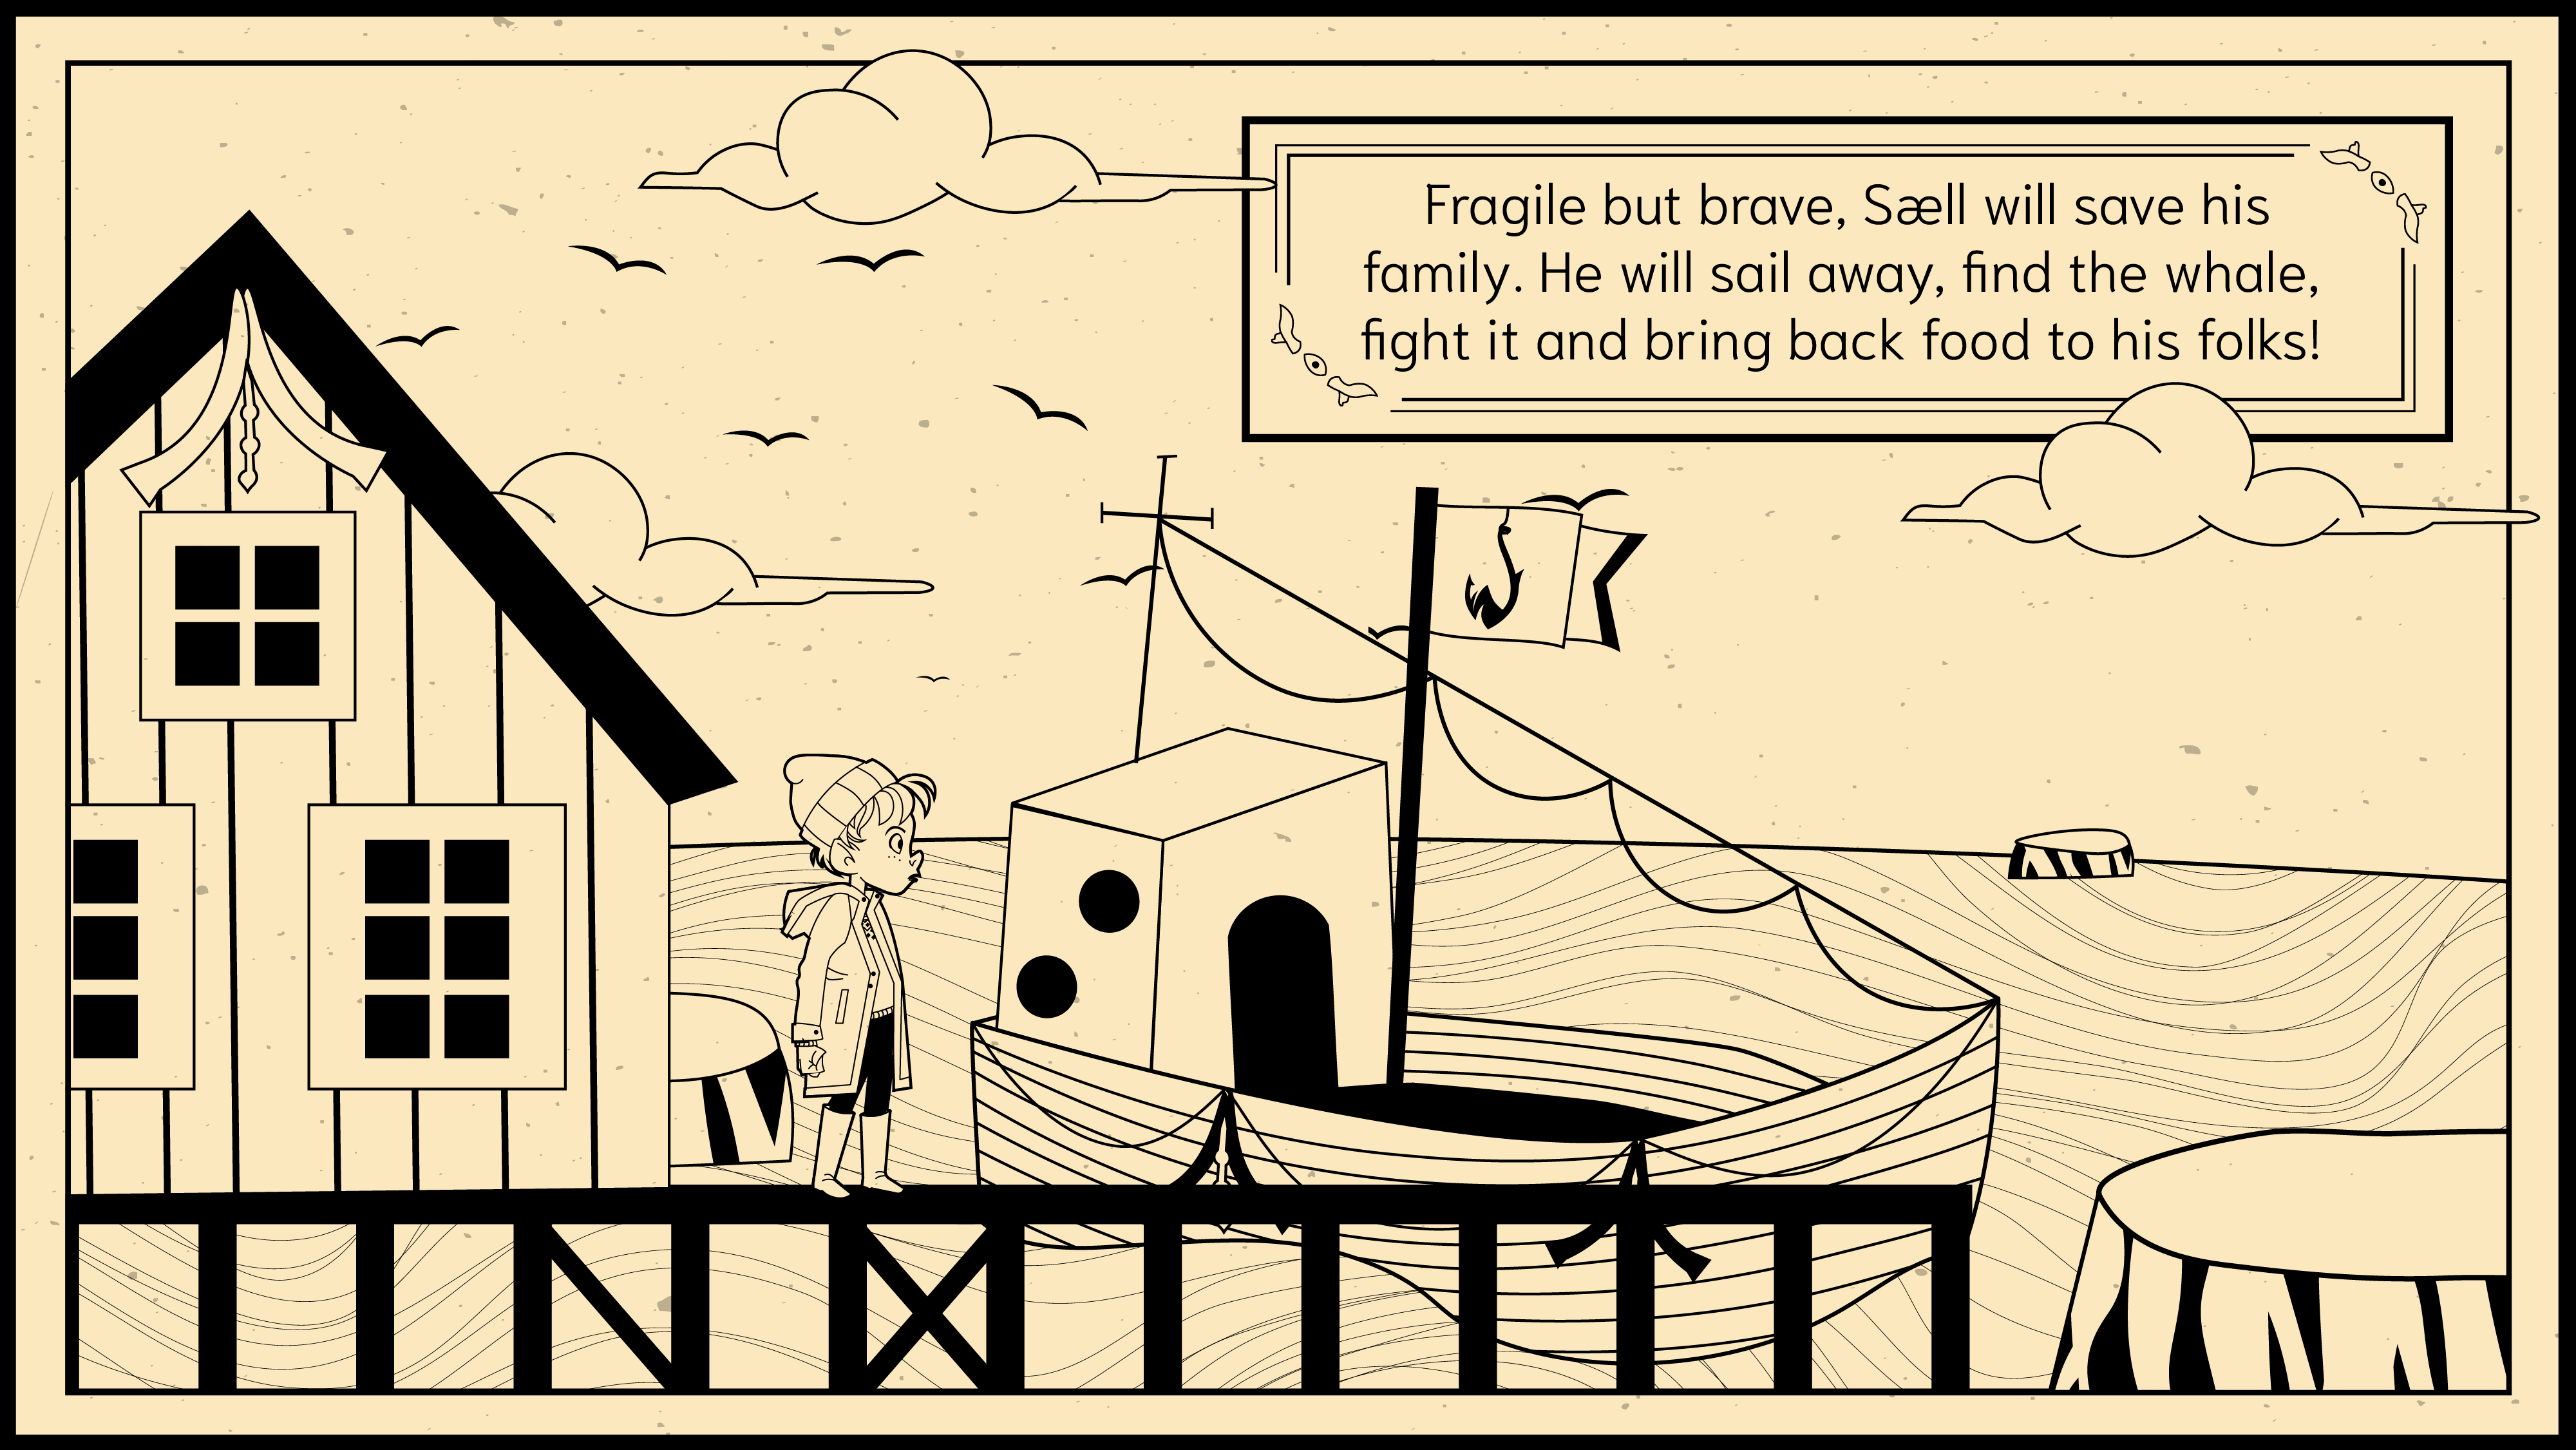 Fragile but brave, Sæll will save his
family. He will sail away, find the whale,
fight it and bring back food to his folks!